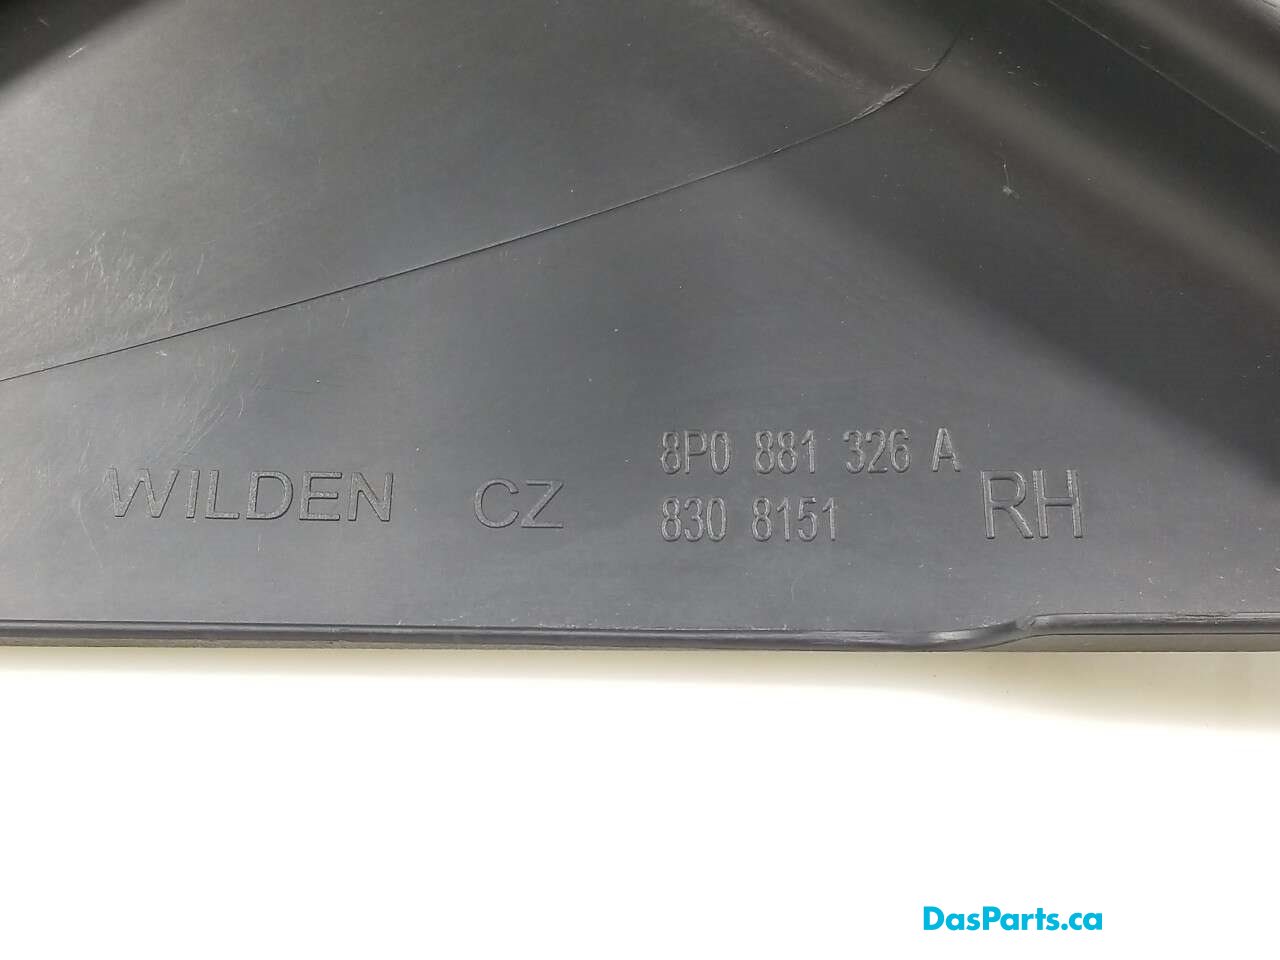 WILDEN CZ
8P0 881 326 A
830 8151
RH
DasParts.ca